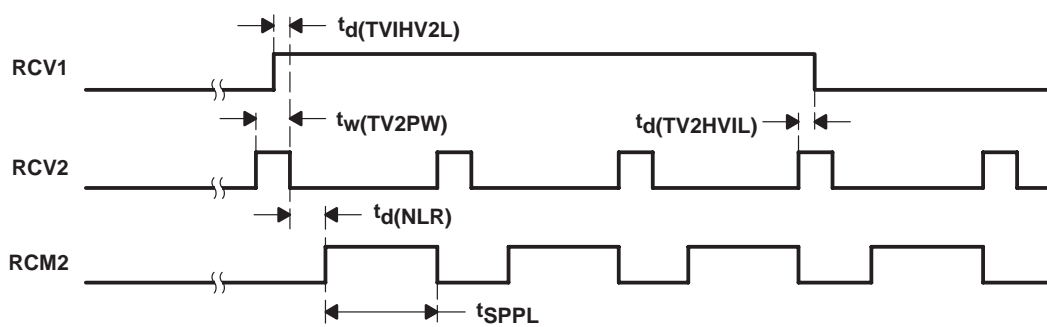 td(TVIHV2L)
RCV1
tw(TV2PW)
td(TV2HVIL)
RCV2
td(NLR)
RCM2
tSPPL